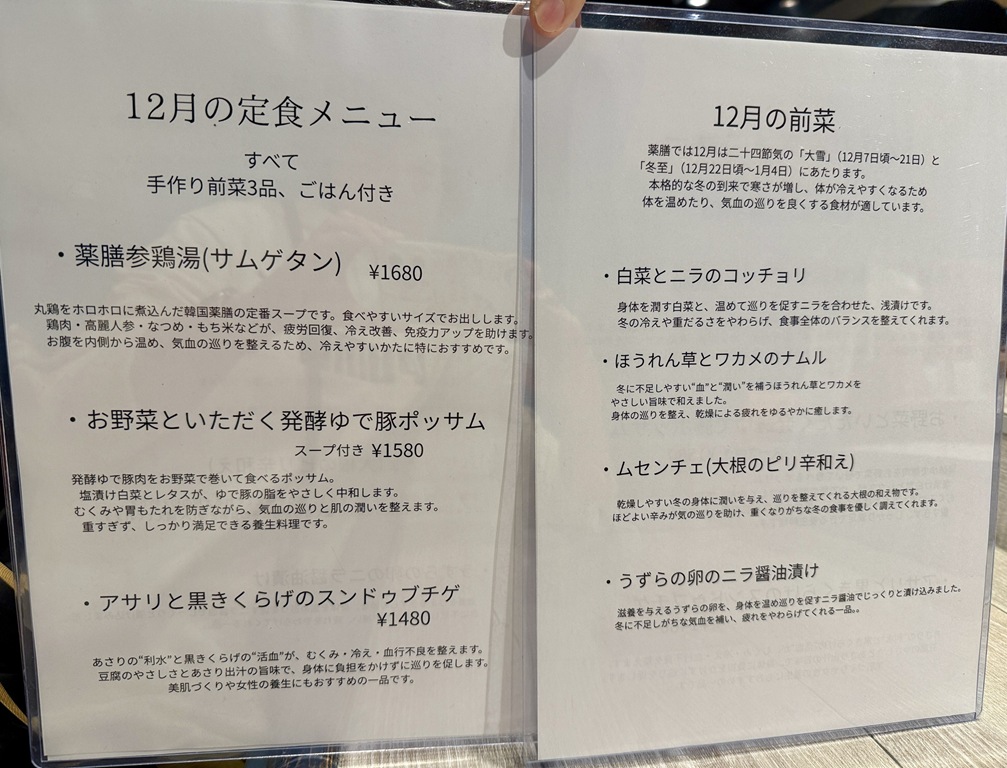 12月の定食メニュー
すべて
手作り前菜3品、ごはん付き
・薬膳参鶏湯(サムゲタン) ¥1680
丸鶏をホロホロに煮込んだ韓国薬膳の定番スープです。食べやすいサイズでお出しします。
鶏肉・高麗人参・なつめ・もち米などが、疲労回復、冷え改善、免疫力アップを助けます。
お腹を内側から温め、気血の巡りを整えるため、冷えやすいかたに特におすすめです。
・お野菜といただく発酵ゆで豚ポッサム
スープ付き ¥1580
発酵ゆで豚肉をお野菜で巻いて食べるポッサム。
塩漬け白菜とレタスが、ゆで豚の脂をやさしく中和します。
むくみや胃もたれを防ぎながら、気血の巡りと肌の潤いを整えます。
重すぎず、しっかり満足できる養生料理です。
・アサリと黒きくらげのスンドゥブチゲ
¥1480
あさりの“利水”と黒きくらげの“活血”が、むくみ・冷え・血行不良を整えます。
豆腐のやさしさとあさり出汁の旨味で、身体に負担をかけずに巡りを促します。
美肌づくりや女性の養生にもおすすめの一品です。
12月の前菜
薬膳では12月は二十四節気の「大雪」（12月7日頃〜21日）と
「冬至」（12月22日頃〜1月4日）にあたります。
本格的な冬の到来で寒さが増し、体が冷えやすくなるため
体を温めたり、気血の巡りを良くする食材が適しています。
・白菜とニラのコッチョリ
身体を潤す白菜と、温めて巡りを促すニラを合わせた、浅漬けです。
冬の冷えや重だるさをやわらげ、食事全体のバランスを整えてくれます。
・ほうれん草とワカメのナムル
冬に不足しやすい“血”と“潤い”を補うほうれん草とワカメを
やさしい旨味で和えました。
身体の巡りを整え、乾燥による疲れをゆるやかに癒します。
・ムセンチェ(大根のピリ辛和え)
乾燥しやすい冬の身体に潤いを与え、巡りを整えてくれる大根の和え物です。
ほどよい辛みが気の巡りを助け、重くなりがちな冬の食事を優しく調えてくれます。
・うずらの卵のニラ醤油漬け
滋養を与えるうずらの卵を、身体を温め巡りを促すニラ醤油でじっくりと漬け込みました。
冬に不足しがちな気血を補い、疲れをやわらげてくれる一品。。